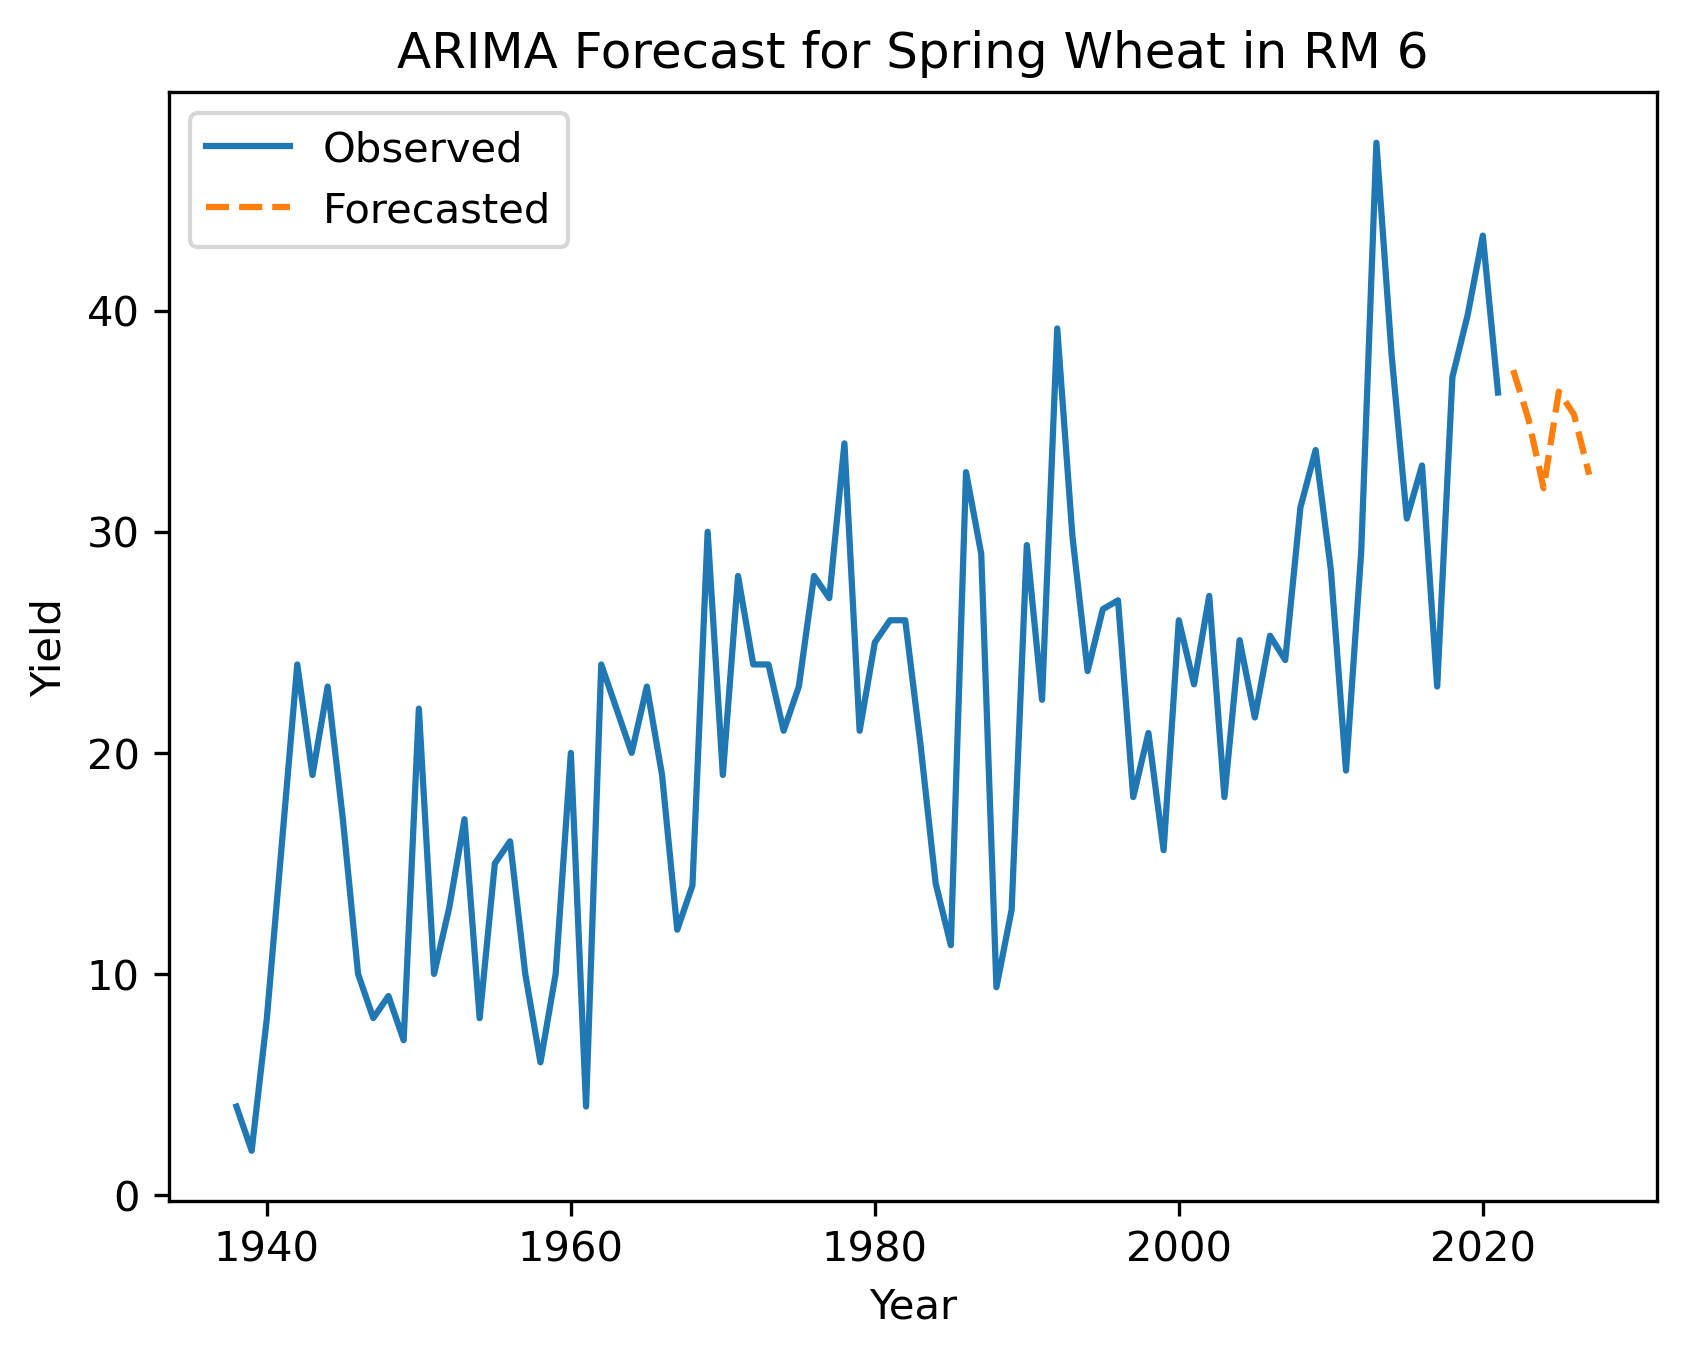 ARIMA Forecast for Spring Wheat in RM 6
Observed
Forecasted
40
30
20
10
0
Yield
1940 1960 1980 2000 2020
Year